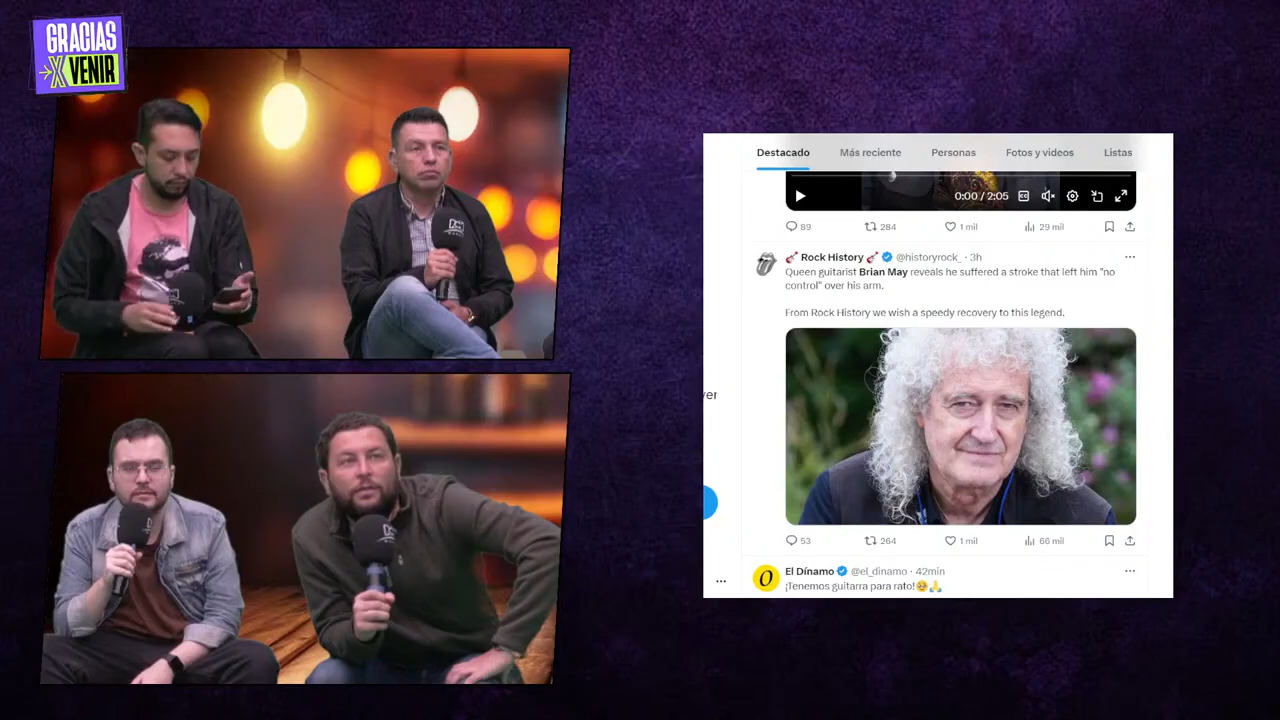 GRACIAS
X VENIR
Destacado Más reciente Personas Fotos y videos Listas
0:00 / 2:05
89 284 1 mil 29 mil
Rock History @historyrock_ · 3h
Queen guitarist Brian May reveals he suffered a stroke that left him "no
control" over his arm.
From Rock History we wish a speedy recovery to this legend.
53 264 1 mil 66 mil
El Dínamo @el_dinamo · 42min
¡Tenemos guitarra para rato!🥹🙏